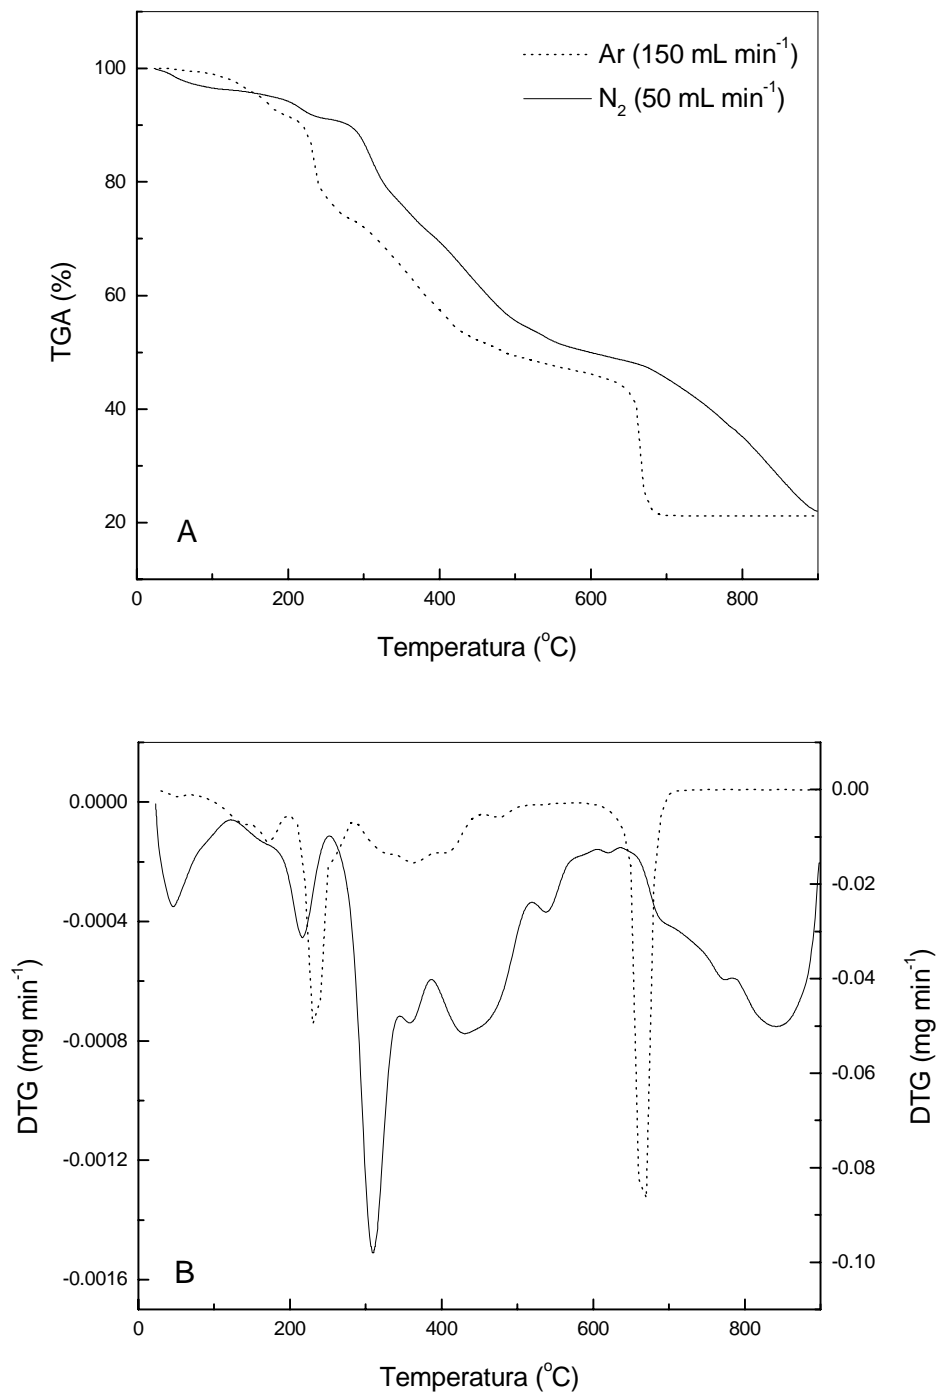 Ar (150 mL min⁻¹)
N₂ (50 mL min⁻¹)
100
80
60
40
20
TGA (%)
A
0
200
400
600
800
Temperatura (°C)
0.0000
-0.0004
-0.0008
-0.0012
-0.0016
DTG (mg min⁻¹)
0.00
-0.02
-0.04
-0.06
-0.08
-0.10
DTG (mg min⁻¹)
B
0
200
400
600
800
Temperatura (°C)